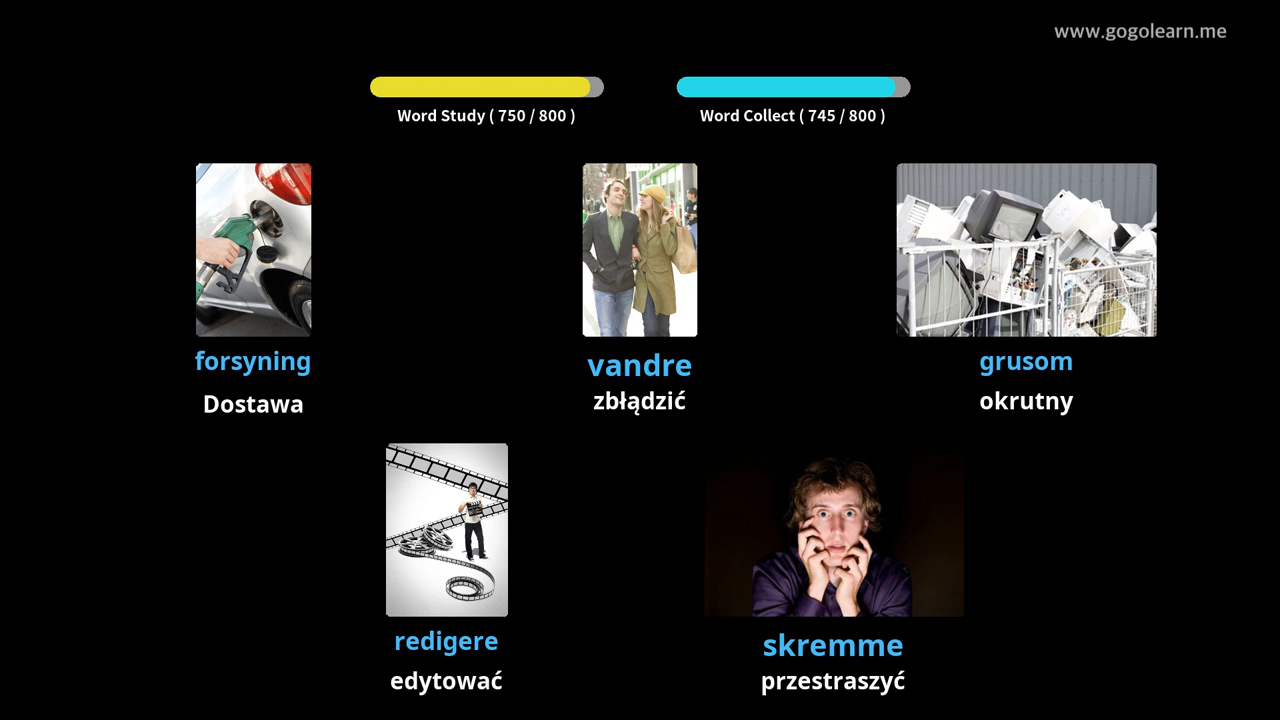 www.gogolearn.me
Word Study ( 750 / 800 )
Word Collect ( 745 / 800 )
forsyning
Dostawa
vandre
zbłądzić
grusom
okrutny
redigere
edytować
skremme
przestraszyć